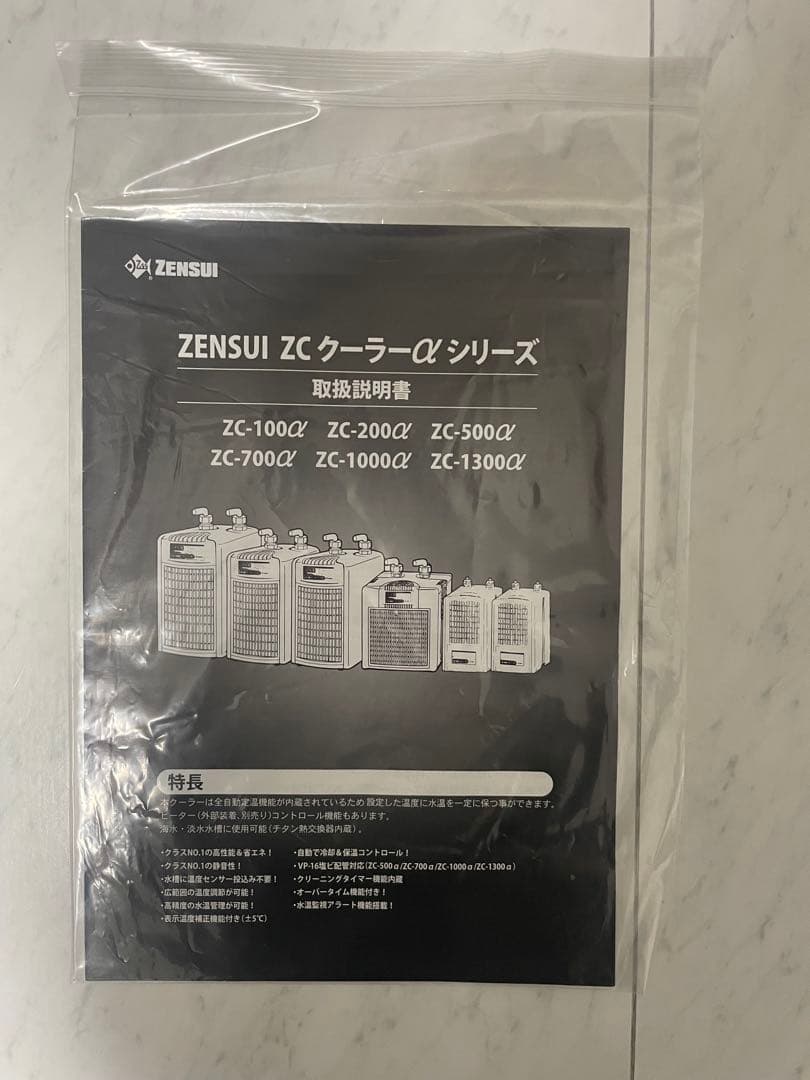 ZENSUI
ZENSUI ZC クーラーα シリーズ
取扱説明書
ZC-100α ZC-200α ZC-500α
ZC-700α ZC-1000α ZC-1300α
特長
本クーラーは全自動定温機能が内蔵されているため 設定した温度に水温を一定に保つ事ができます。
ヒーター(外部装着、別売り)コントロール機能もあります。
海水・淡水水槽に使用可能(チタン熱交換器内蔵)。
・クラスNO.1の高性能&省エネ!
・クラスNO.1の静音性!
・水槽に温度センサー投込み不要!
・広範囲の温度調節が可能!
・高精度の水温管理が可能!
・表示温度補正機能付き(±5℃)
・自動で冷却&保温コントロール!
・VP-16塩ビ配管対応(ZC-500α/ZC-700α/ZC-1000α/ZC-1300α)
・クリーニングタイマー機能内蔵
・オーバータイム機能付き!
・水温監視アラート機能搭載!